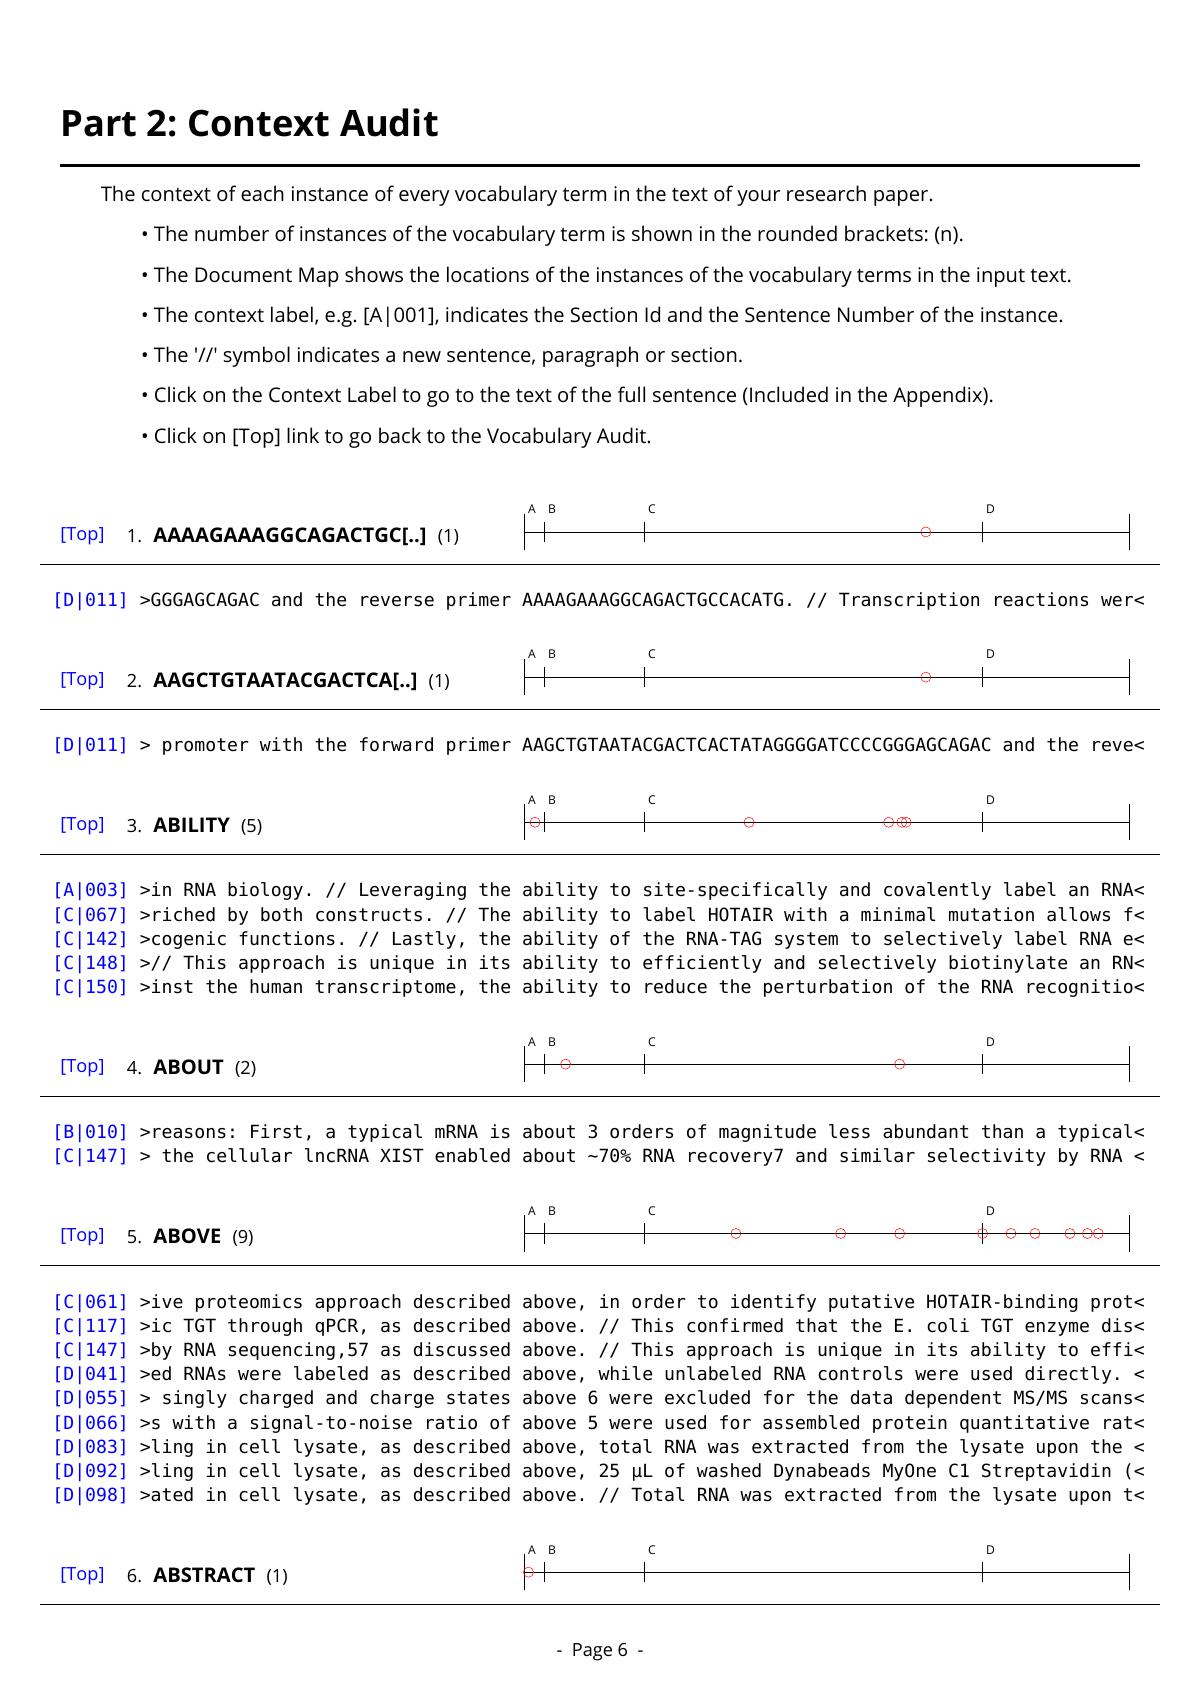 Part 2: Context Audit
The context of each instance of every vocabulary term in the text of your research paper.
• The number of instances of the vocabulary term is shown in the rounded brackets: (n).
• The Document Map shows the locations of the instances of the vocabulary terms in the input text.
• The context label, e.g. [A|001], indicates the Section Id and the Sentence Number of the instance.
• The '//' symbol indicates a new sentence, paragraph or section.
• Click on the Context Label to go to the text of the full sentence (Included in the Appendix).
• Click on [Top] link to go back to the Vocabulary Audit.
A B C D
[Top] 1. AAAAGAAAGGCAGACTGC[..] (1)
[D|011] >GGGAGCAGAC and the reverse primer AAAAGAAAGGCAGACTGCCACATG. // Transcription reactions wer<
A B C D
[Top] 2. AAGCTGTAATACGACTCA[..] (1)
[D|011] > promoter with the forward primer AAGCTGTAATACGACTCACTATAGGGGATCCCCGGGAGCAGAC and the reve<
A B C D
[Top] 3. ABILITY (5)
[A|003] >in RNA biology. // Leveraging the ability to site-specifically and covalently label an RNA<
[C|067] >riched by both constructs. // The ability to label HOTAIR with a minimal mutation allows f<
[C|142] >cogenic functions. // Lastly, the ability of the RNA-TAG system to selectively label RNA e<
[C|148] >// This approach is unique in its ability to efficiently and selectively biotinylate an RN<
[C|150] >inst the human transcriptome, the ability to reduce the perturbation of the RNA recognitio<
A B C D
[Top] 4. ABOUT (2)
[B|010] >reasons: First, a typical mRNA is about 3 orders of magnitude less abundant than a typical<
[C|147] > the cellular lncRNA XIST enabled about ~70% RNA recovery7 and similar selectivity by RNA <
A B C D
[Top] 5. ABOVE (9)
[C|061] >ive proteomics approach described above, in order to identify putative HOTAIR-binding prot<
[C|117] >ic TGT through qPCR, as described above. // This confirmed that the E. coli TGT enzyme dis<
[C|147] >by RNA sequencing,57 as discussed above. // This approach is unique in its ability to effi<
[D|041] >ed RNAs were labeled as described above, while unlabeled RNA controls were used directly. <
[D|055] > singly charged and charge states above 6 were excluded for the data dependent MS/MS scans<
[D|066] >s with a signal-to-noise ratio of above 5 were used for assembled protein quantitative rat<
[D|083] >ling in cell lysate, as described above, total RNA was extracted from the lysate upon the <
[D|092] >ling in cell lysate, as described above, 25 µL of washed Dynabeads MyOne C1 Streptavidin (<
[D|098] >ated in cell lysate, as described above. // Total RNA was extracted from the lysate upon t<
A B C D
[Top] 6. ABSTRACT (1)
- Page 6 -